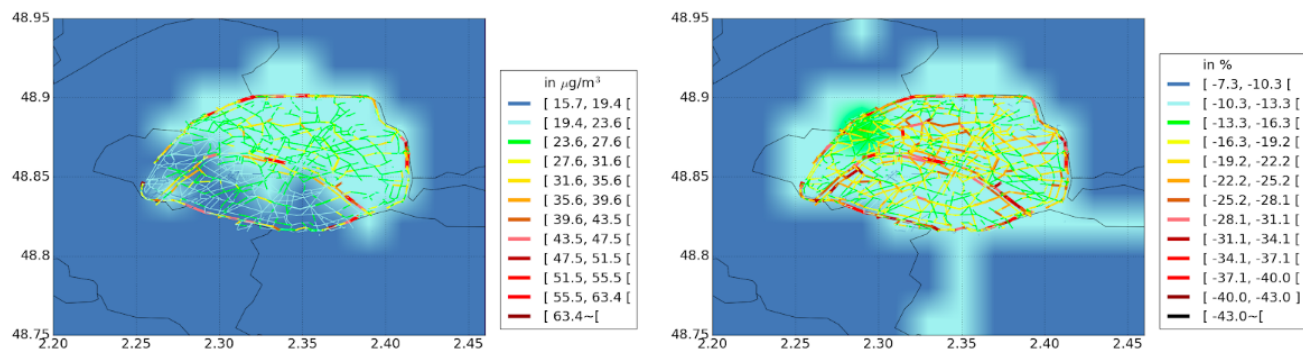 48.95
48.9
48.85
48.8
48.75
2.20 2.25 2.30 2.35 2.40 2.45
in μg/m³
[ 15.7, 19.4 [
[ 19.4, 23.6 [
[ 23.6, 27.6 [
[ 27.6, 31.6 [
[ 31.6, 35.6 [
[ 35.6, 39.6 [
[ 39.6, 43.5 [
[ 43.5, 47.5 [
[ 47.5, 51.5 [
[ 51.5, 55.5 [
[ 55.5, 63.4 [
[ 63.4~[
48.95
48.9
48.85
48.8
48.75
2.20 2.25 2.30 2.35 2.40 2.45
in %
[ -7.3, -10.3 [
[ -10.3, -13.3 [
[ -13.3, -16.3 [
[ -16.3, -19.2 [
[ -19.2, -22.2 [
[ -22.2, -25.2 [
[ -25.2, -28.1 [
[ -28.1, -31.1 [
[ -31.1, -34.1 [
[ -34.1, -37.1 [
[ -37.1, -40.0 [
[ -40.0, -43.0 ]
[ -43.0~[